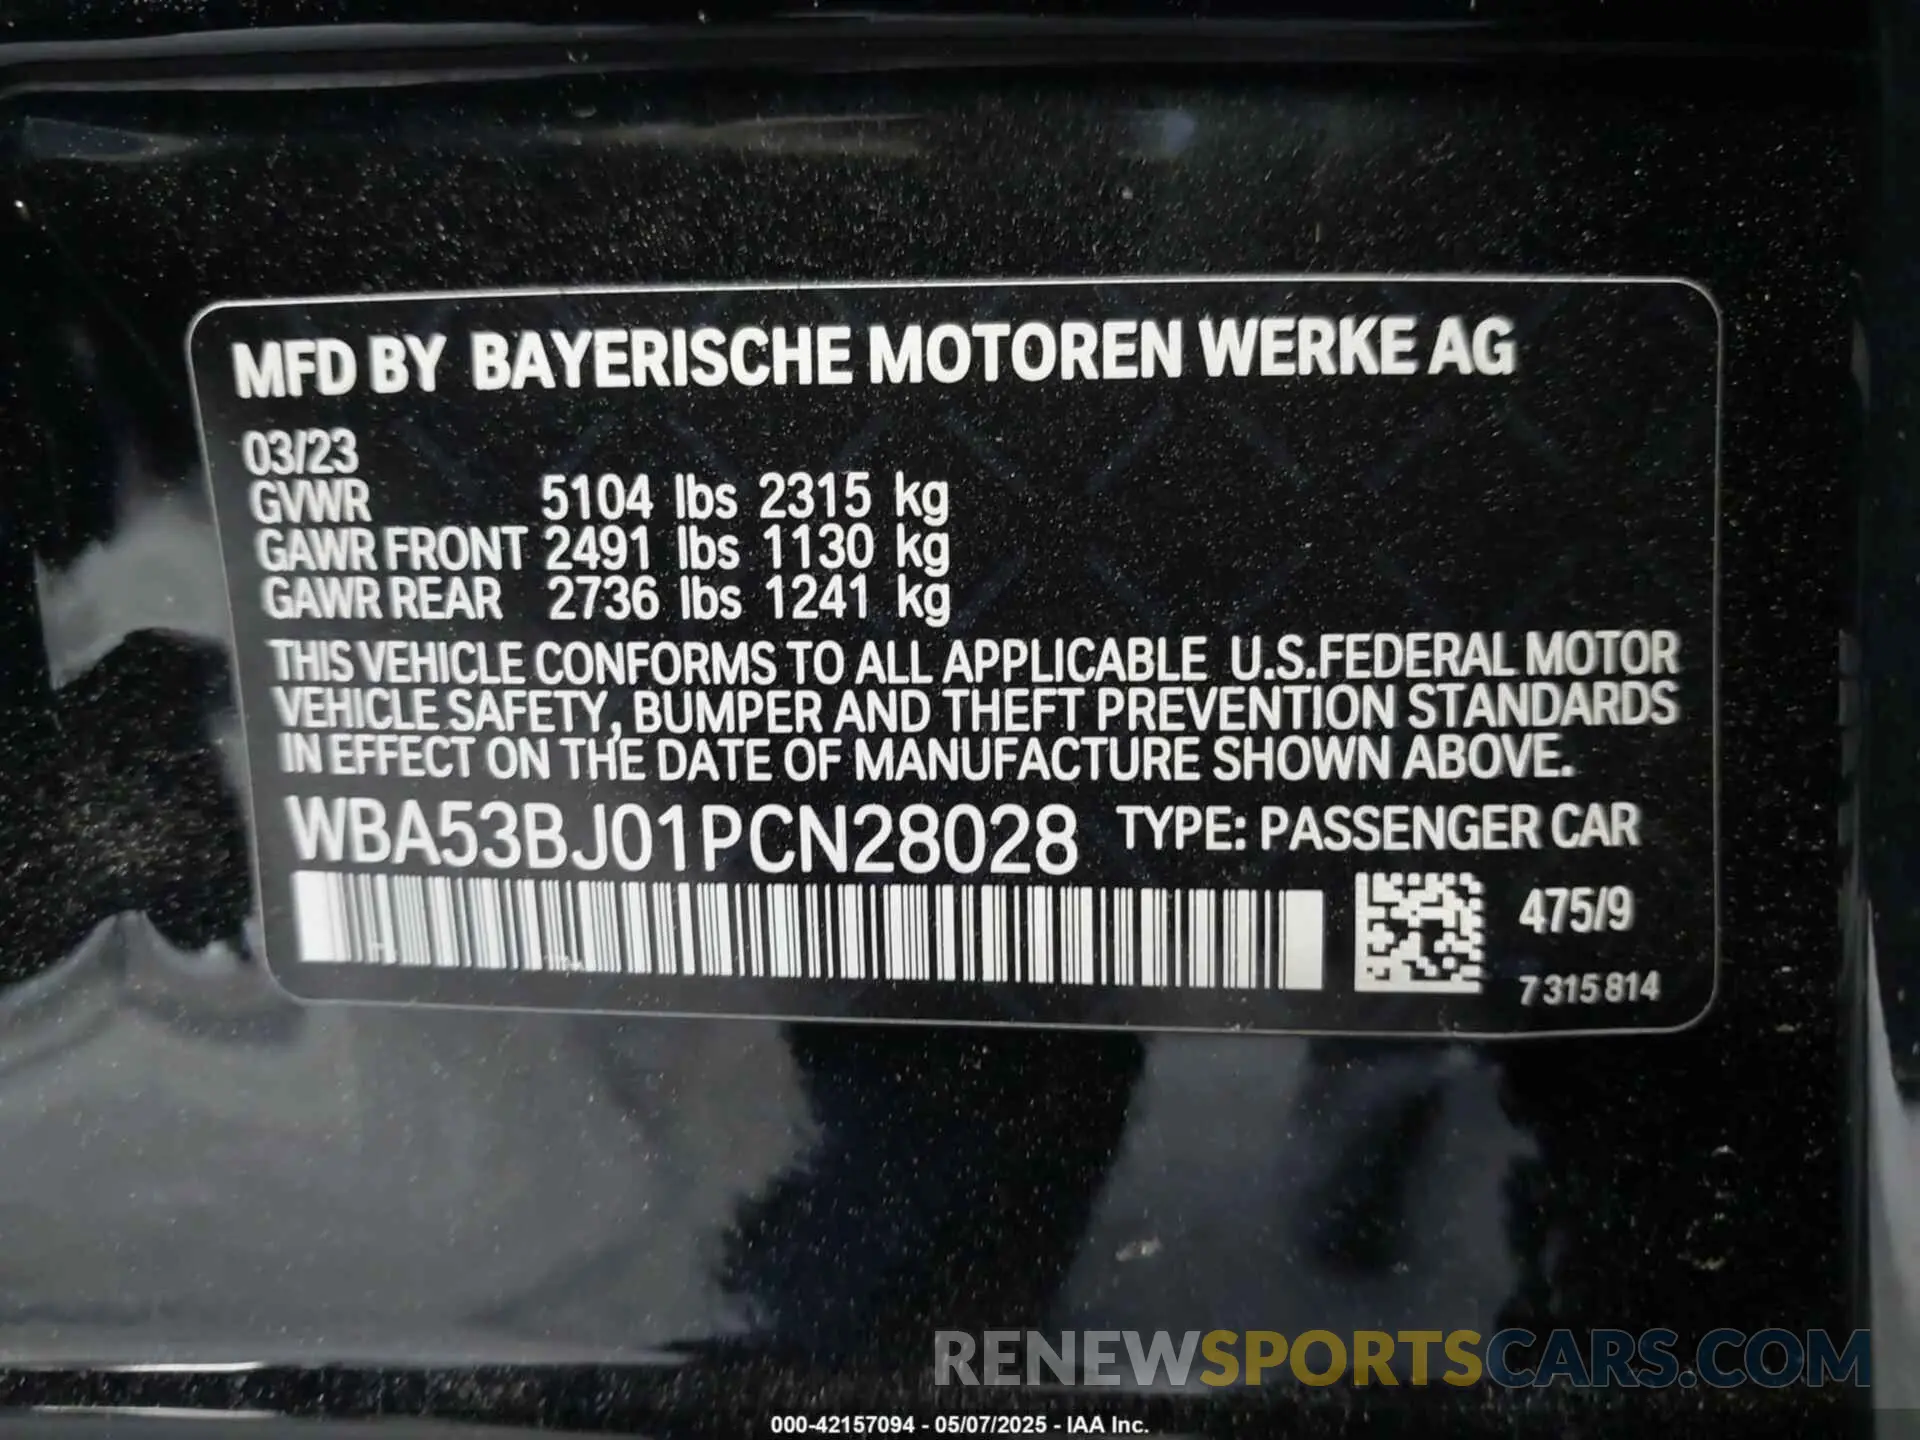 MFD BY BAYERISCHE MOTOREN WERKE AG
03/23
GVWR 5104 lbs 2315 kg
GAWR FRONT 2491 lbs 1130 kg
GAWR REAR 2736 lbs 1241 kg
THIS VEHICLE CONFORMS TO ALL APPLICABLE U.S.FEDERAL MOTOR
VEHICLE SAFETY, BUMPER AND THEFT PREVENTION STANDARDS
IN EFFECT ON THE DATE OF MANUFACTURE SHOWN ABOVE.
WBA53BJ01PCN28028 TYPE: PASSENGER CAR
475/9
7 315 814
RENEWSPORTSCARS.COM
000-42157094 - 05/07/2025 - IAA Inc.